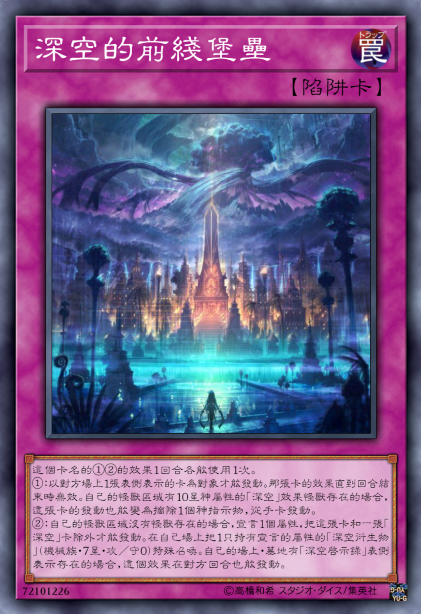 深空的前綫堡壘
トラップ
罠
【陷阱卡】
這個卡名的①②的效果1回合各能使用1次。
①:以對方場上1張表側表示的卡為對象才能發動。那張卡的效果直到回合結
束時無效。自己的怪獸區域有10星神屬性的「深空」效果怪獸存在的場合,
這張卡的發動也能變為擋除1個神指示物,從手卡發動。
②:自己的怪獸區域沒有怪獸存在的場合,宣言1個屬性,把這張卡和一張「
深空」卡除外才能發動。在自己場上把1只持有宣言的屬性的「深空衍生物
」(機械族·7星·攻/守0)特殊召喚。自己的場上·墓地有「深空啓示錄」表側
表示存在的場合,這個效果在對方回合也能發動。
72101226
©高橋和希 スタジオ・ダイス/集英社